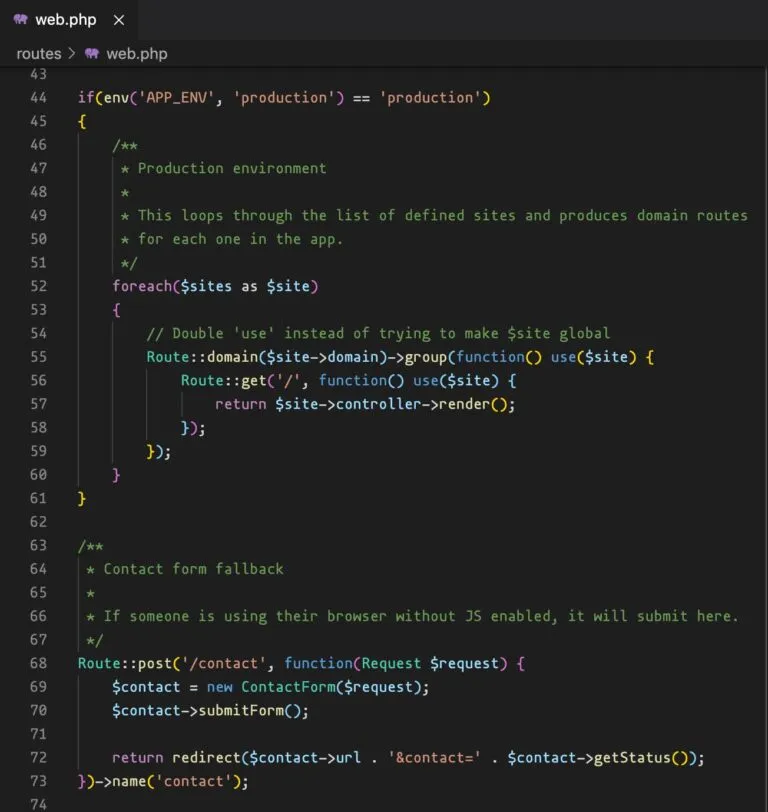 web.php ×
routes > web.php
43
44 if(env('APP_ENV', 'production') == 'production')
45 {
46     /**
47      * Production environment
48      *
49      * This loops through the list of defined sites and produces domain routes
50      * for each one in the app.
51      */
52     foreach($sites as $site)
53     {
54         // Double 'use' instead of trying to make $site global
55         Route::domain($site->domain)->group(function() use($site) {
56             Route::get('/', function() use($site) {
57                 return $site->controller->render();
58             });
59         });
60     }
61 }
62
63 /**
64  * Contact form fallback
65  *
66  * If someone is using their browser without JS enabled, it will submit here.
67  */
68 Route::post('/contact', function(Request $request) {
69     $contact = new ContactForm($request);
70     $contact->submitForm();
71
72     return redirect($contact->url . '&contact=' . $contact->getStatus());
73 })->name('contact');
74